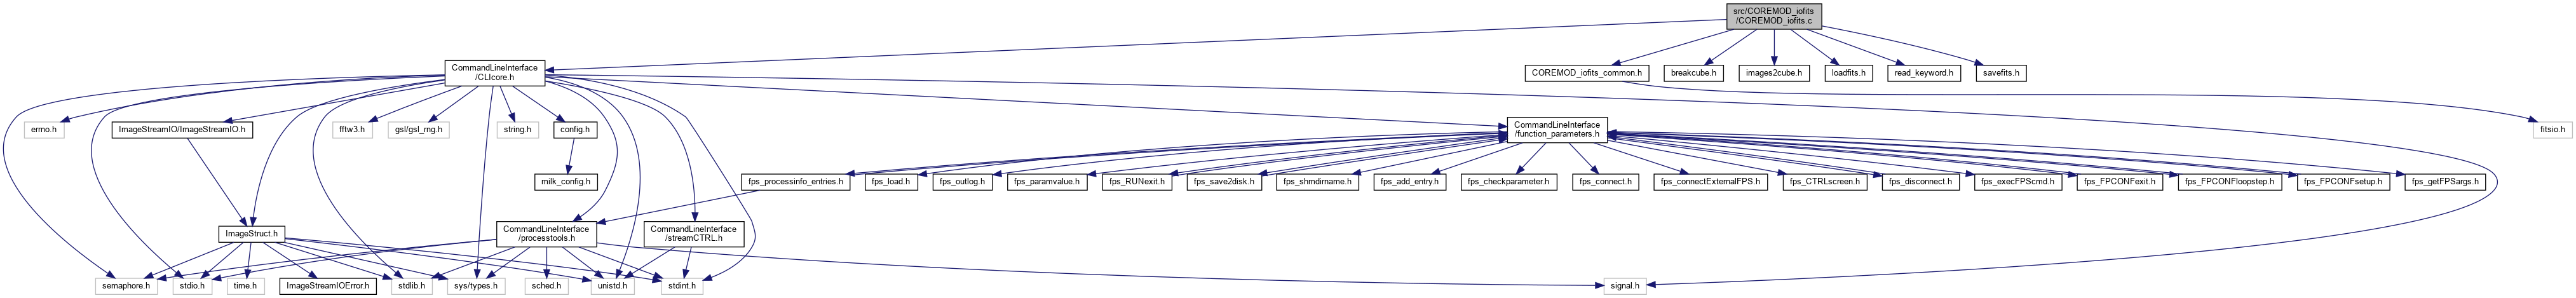 src/COREMOD_iofits
/COREMOD_iofits.c
CommandLineInterface
/CLIcore.h
COREMOD_iofits_common.h
breakcube.h
images2cube.h
loadfits.h
read_keyword.h
savefits.h
errno.h
ImageStreamIO/ImageStreamIO.h
fftw3.h
gsl/gsl_rng.h
string.h
config.h
CommandLineInterface
/function_parameters.h
fitsio.h
milk_config.h
fps_processinfo_entries.h
fps_load.h
fps_outlog.h
fps_paramvalue.h
fps_RUNexit.h
fps_save2disk.h
fps_shmdirname.h
fps_add_entry.h
fps_checkparameter.h
fps_connect.h
fps_connectExternalFPS.h
fps_CTRLscreen.h
fps_disconnect.h
fps_execFPScmd.h
fps_FPCONFexit.h
fps_FPCONFloopstep.h
fps_FPCONFsetup.h
fps_getFPSargs.h
ImageStruct.h
CommandLineInterface
/processtools.h
CommandLineInterface
/streamCTRL.h
semaphore.h
stdio.h
time.h
ImageStreamIOError.h
stdlib.h
sys/types.h
sched.h
unistd.h
stdint.h
signal.h